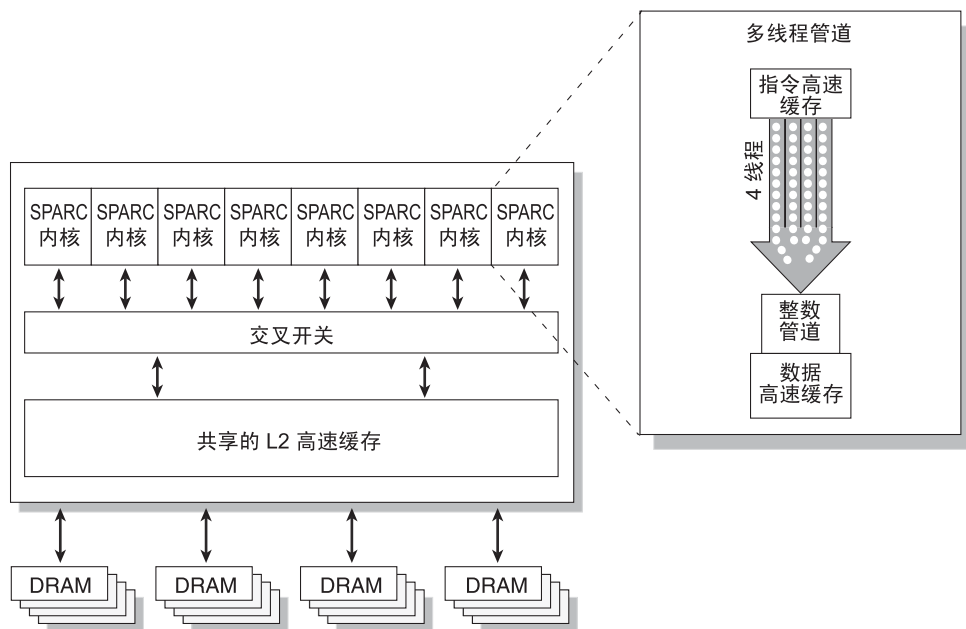 多线程管道
指令高速
缓存
4 线程
整数
管道
数据
高速缓存
SPARC
内核
SPARC
内核
SPARC
内核
SPARC
内核
SPARC
内核
SPARC
内核
SPARC
内核
SPARC
内核
交叉开关
共享的 L2 高速缓存
DRAM
DRAM
DRAM
DRAM